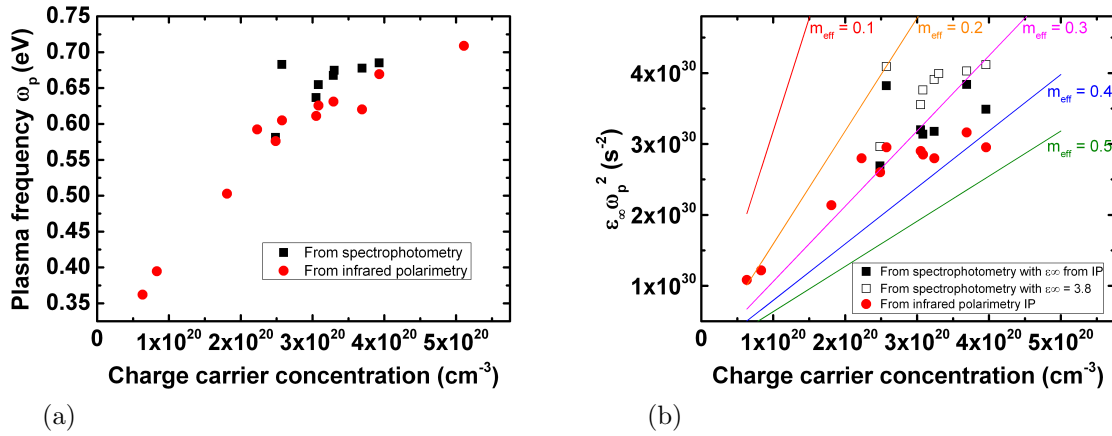 0.75
0.70
0.65
0.60
0.55
0.50
0.45
0.40
0.35
Plasma frequency ω_p (eV)
From spectrophotometry
From infrared polarimetry
0 1x10^20 2x10^20 3x10^20 4x10^20 5x10^20
Charge carrier concentration (cm^-3)
(a)
m_eff = 0.1
m_eff = 0.2
m_eff = 0.3
m_eff = 0.4
m_eff = 0.5
4x10^30
3x10^30
2x10^30
1x10^30
ε_∞ω_p^2 (s^-2)
From spectrophotometry with ε∞ from IP
From spectrophotometry with ε∞ = 3.8
From infrared polarimetry IP
0 1x10^20 2x10^20 3x10^20 4x10^20 5x10^20
Charge carrier concentration (cm^-3)
(b)